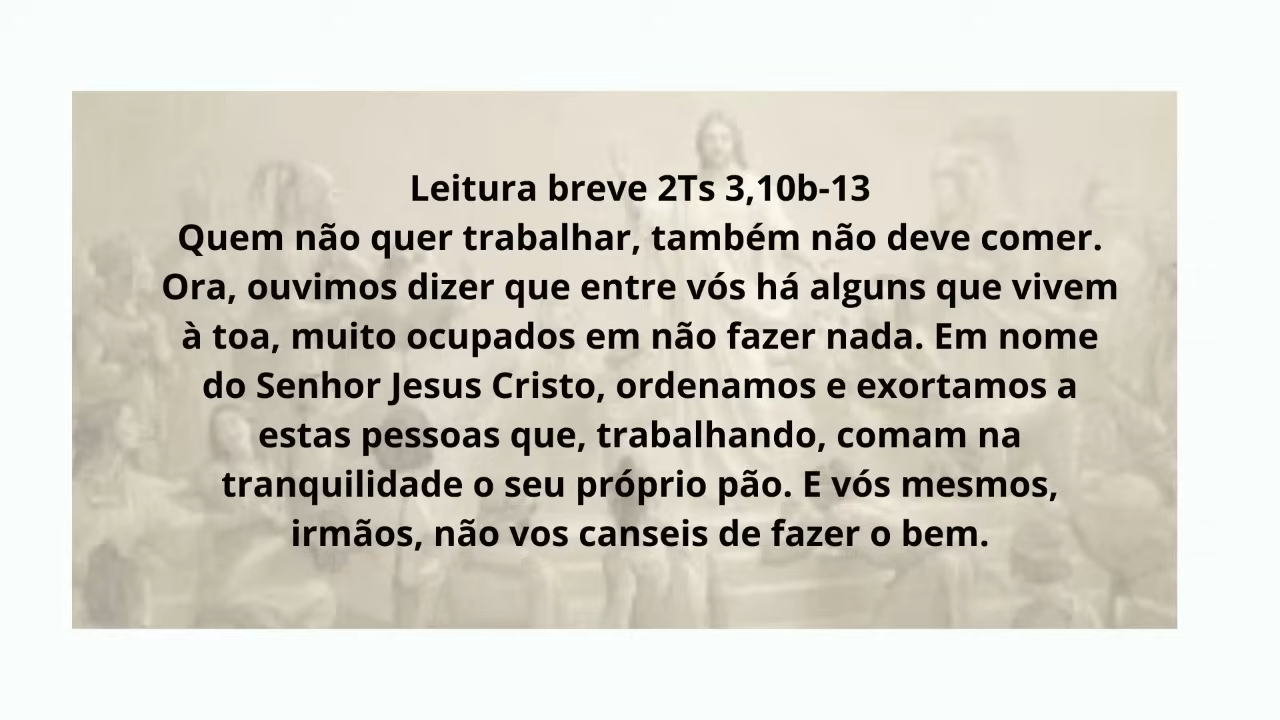 Leitura breve 2Ts 3,10b-13
Quem não quer trabalhar, também não deve comer.
Ora, ouvimos dizer que entre vós há alguns que vivem
à toa, muito ocupados em não fazer nada. Em nome
do Senhor Jesus Cristo, ordenamos e exortamos a
estas pessoas que, trabalhando, comam na
tranquilidade o seu próprio pão. E vós mesmos,
irmãos, não vos canseis de fazer o bem.